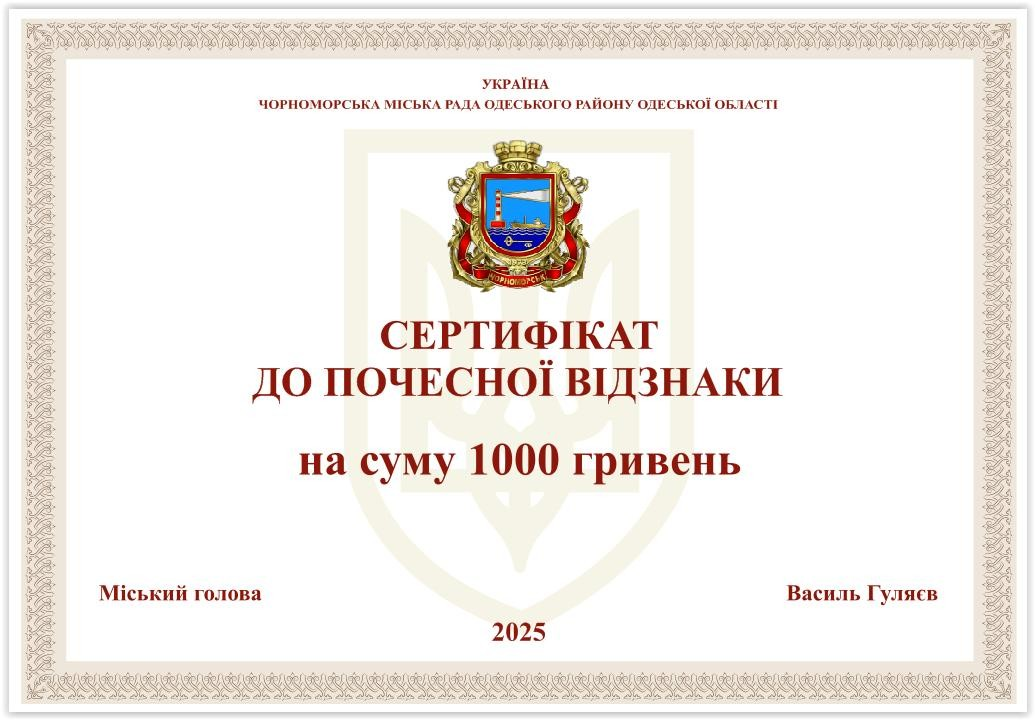 УКРАЇНА
ЧОРНОМОРСЬКА МІСЬКА РАДА ОДЕСЬКОГО РАЙОНУ ОДЕСЬКОЇ ОБЛАСТІ
ЧОРНОМОРСЬК
СЕРТИФІКАТ
ДО ПОЧЕСНОЇ ВІДЗНАКИ
на суму 1000 гривень
Міський голова
Василь Гуляєв
2025